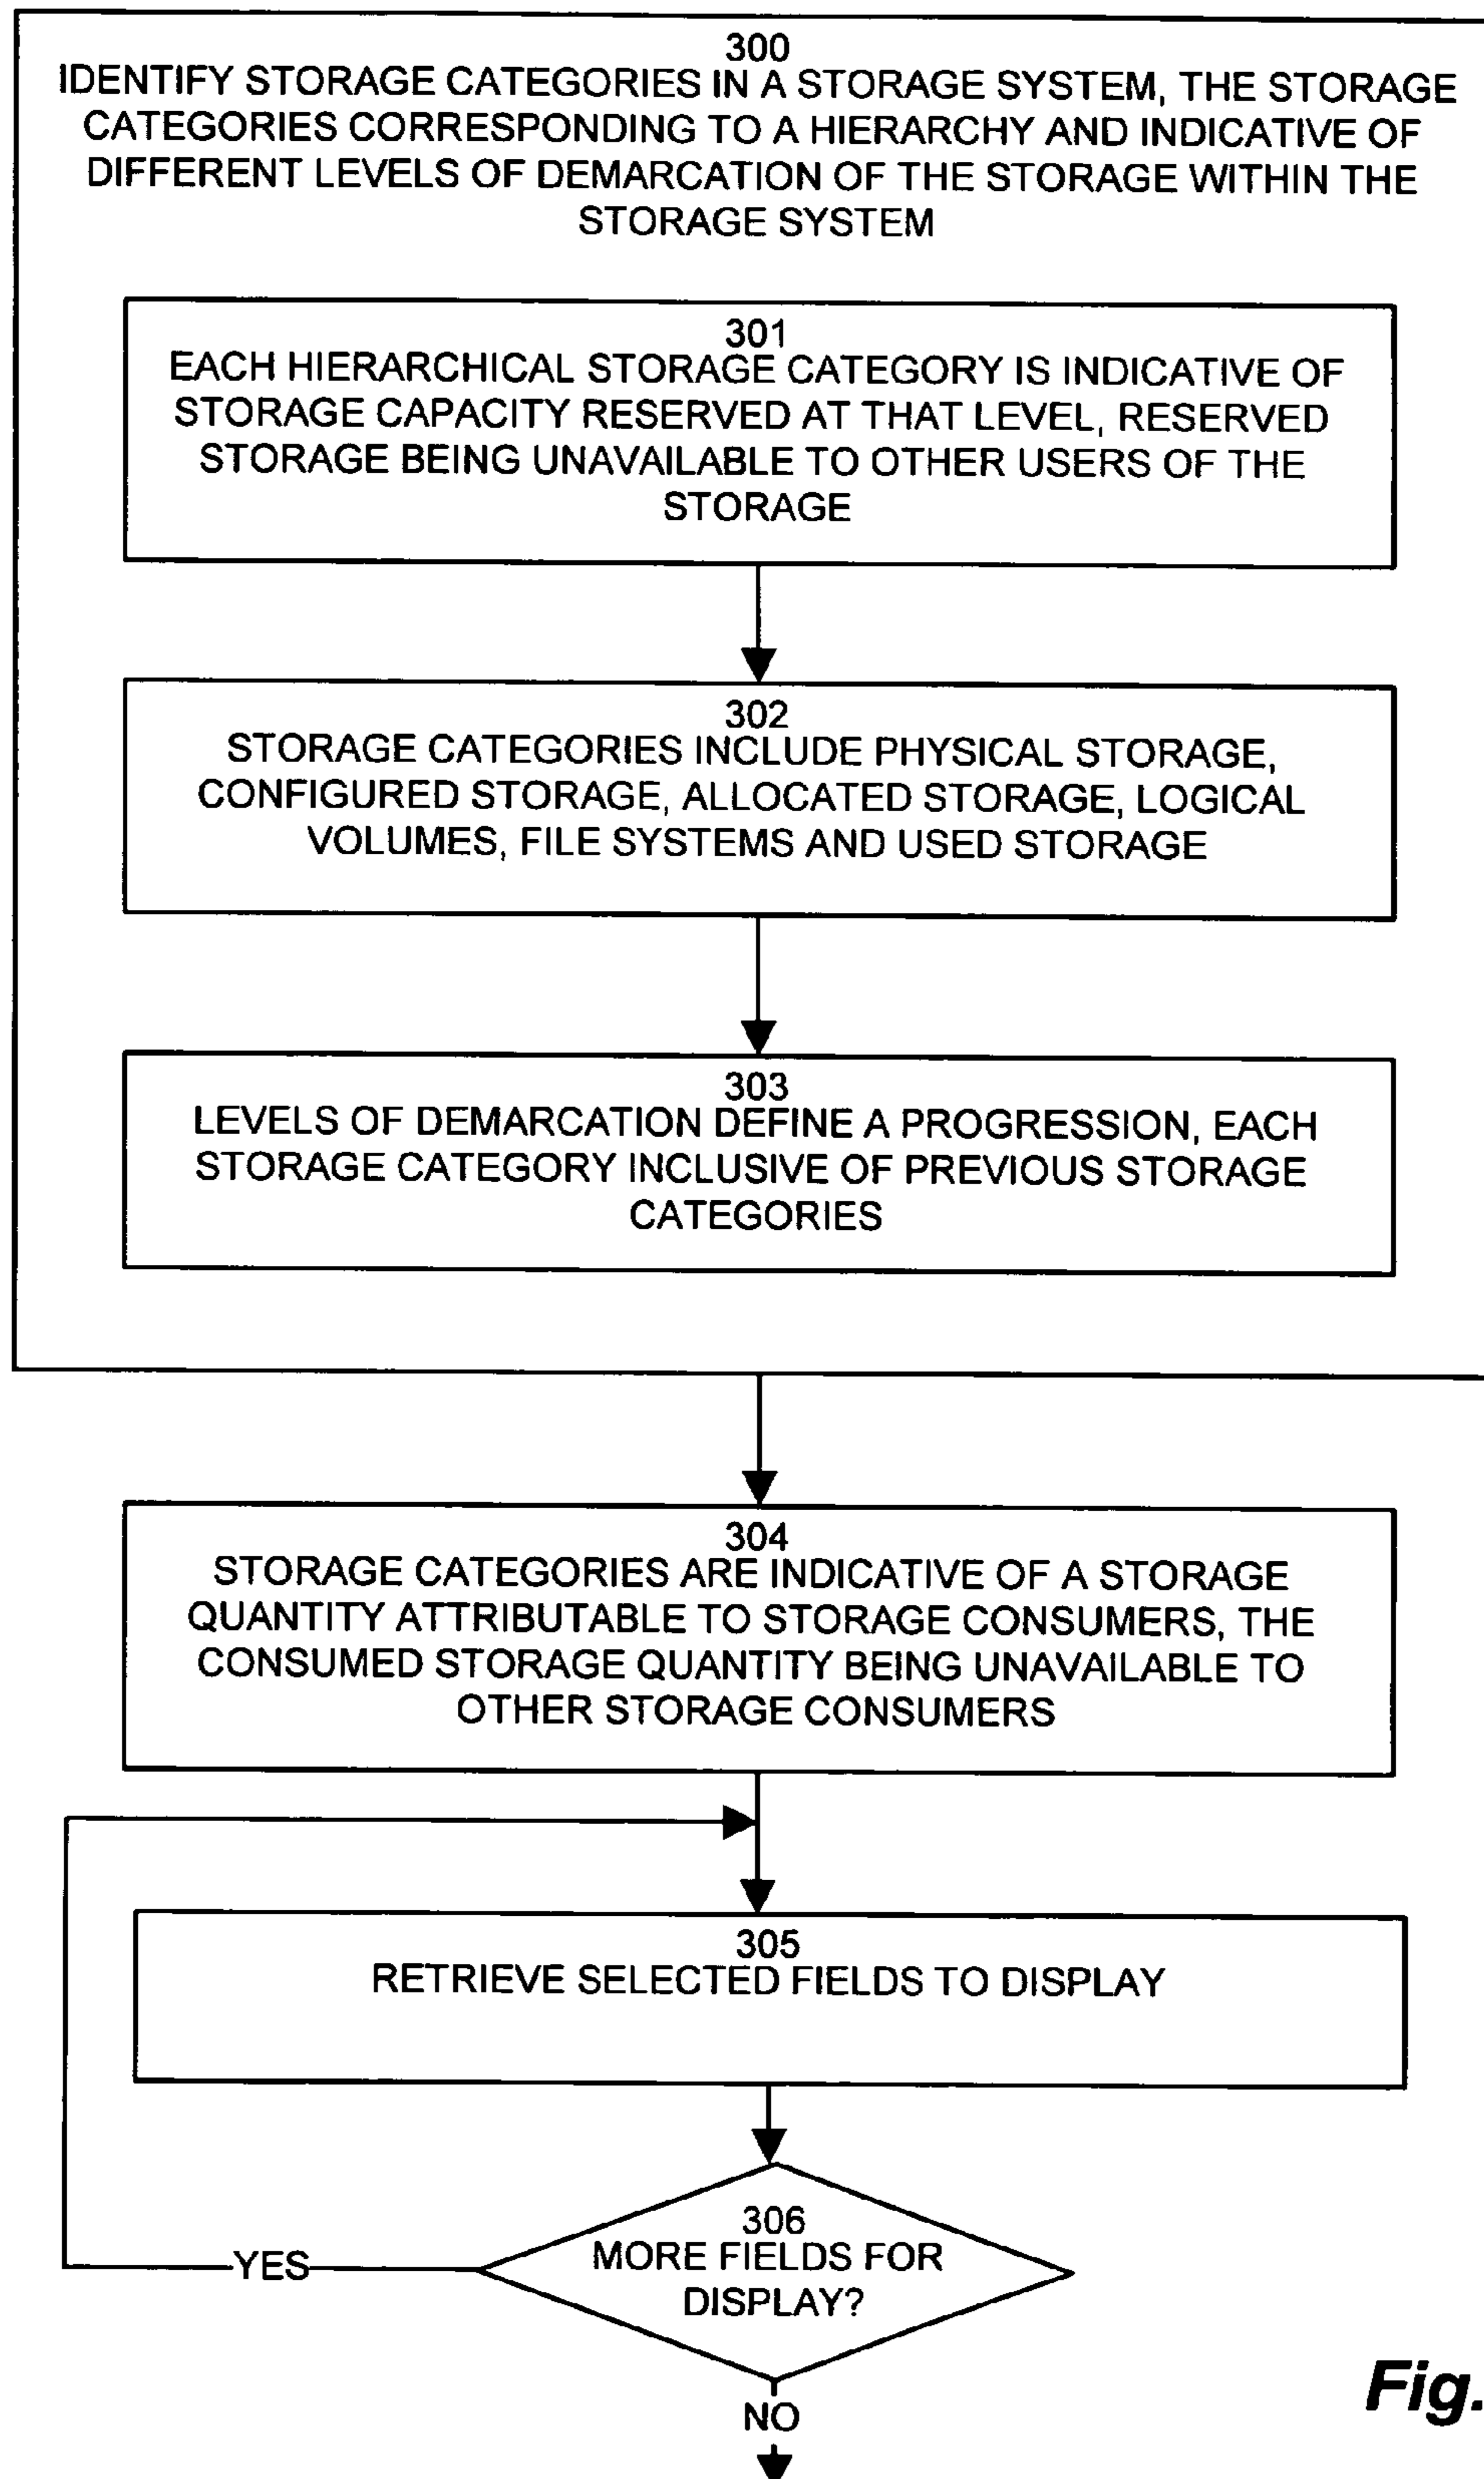 300
IDENTIFY STORAGE CATEGORIES IN A STORAGE SYSTEM, THE STORAGE
CATEGORIES CORRESPONDING TO A HIERARCHY AND INDICATIVE OF
DIFFERENT LEVELS OF DEMARCATION OF THE STORAGE WITHIN THE
STORAGE SYSTEM
301
EACH HIERARCHICAL STORAGE CATEGORY IS INDICATIVE OF
STORAGE CAPACITY RESERVED AT THAT LEVEL, RESERVED
STORAGE BEING UNAVAILABLE TO OTHER USERS OF THE
STORAGE
302
STORAGE CATEGORIES INCLUDE PHYSICAL STORAGE,
CONFIGURED STORAGE, ALLOCATED STORAGE, LOGICAL
VOLUMES, FILE SYSTEMS AND USED STORAGE
303
LEVELS OF DEMARCATION DEFINE A PROGRESSION, EACH
STORAGE CATEGORY INCLUSIVE OF PREVIOUS STORAGE
CATEGORIES
304
STORAGE CATEGORIES ARE INDICATIVE OF A STORAGE
QUANTITY ATTRIBUTABLE TO STORAGE CONSUMERS, THE
CONSUMED STORAGE QUANTITY BEING UNAVAILABLE TO
OTHER STORAGE CONSUMERS
305
RETRIEVE SELECTED FIELDS TO DISPLAY
306
MORE FIELDS FOR
DISPLAY?
YES
NO
Fig.